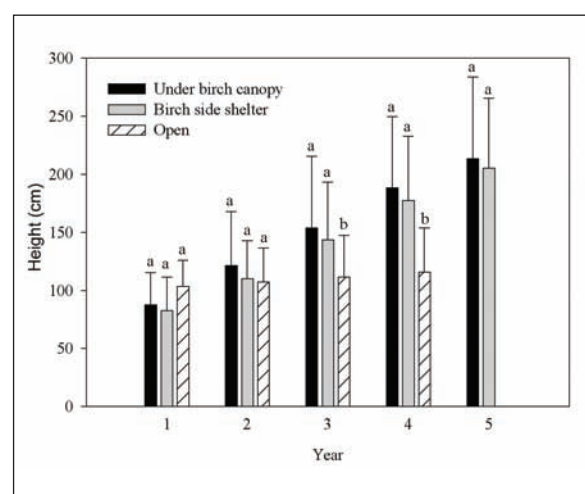 300
250
200
150
100
50
0
Height (cm)
Under birch canopy
Birch side shelter
Open
a a a
a a a
a a b
a a b
a a
1 2 3 4 5
Year